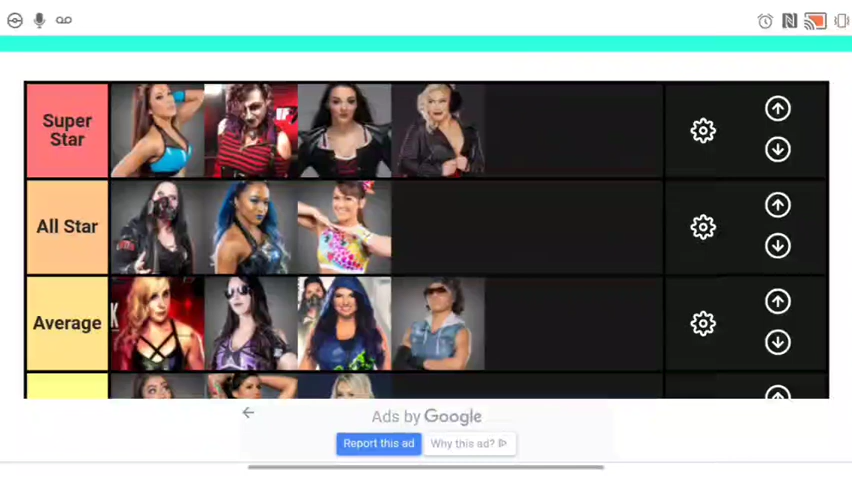 Super
Star
All Star
Average
Ads by Google
Report this ad
Why this ad?